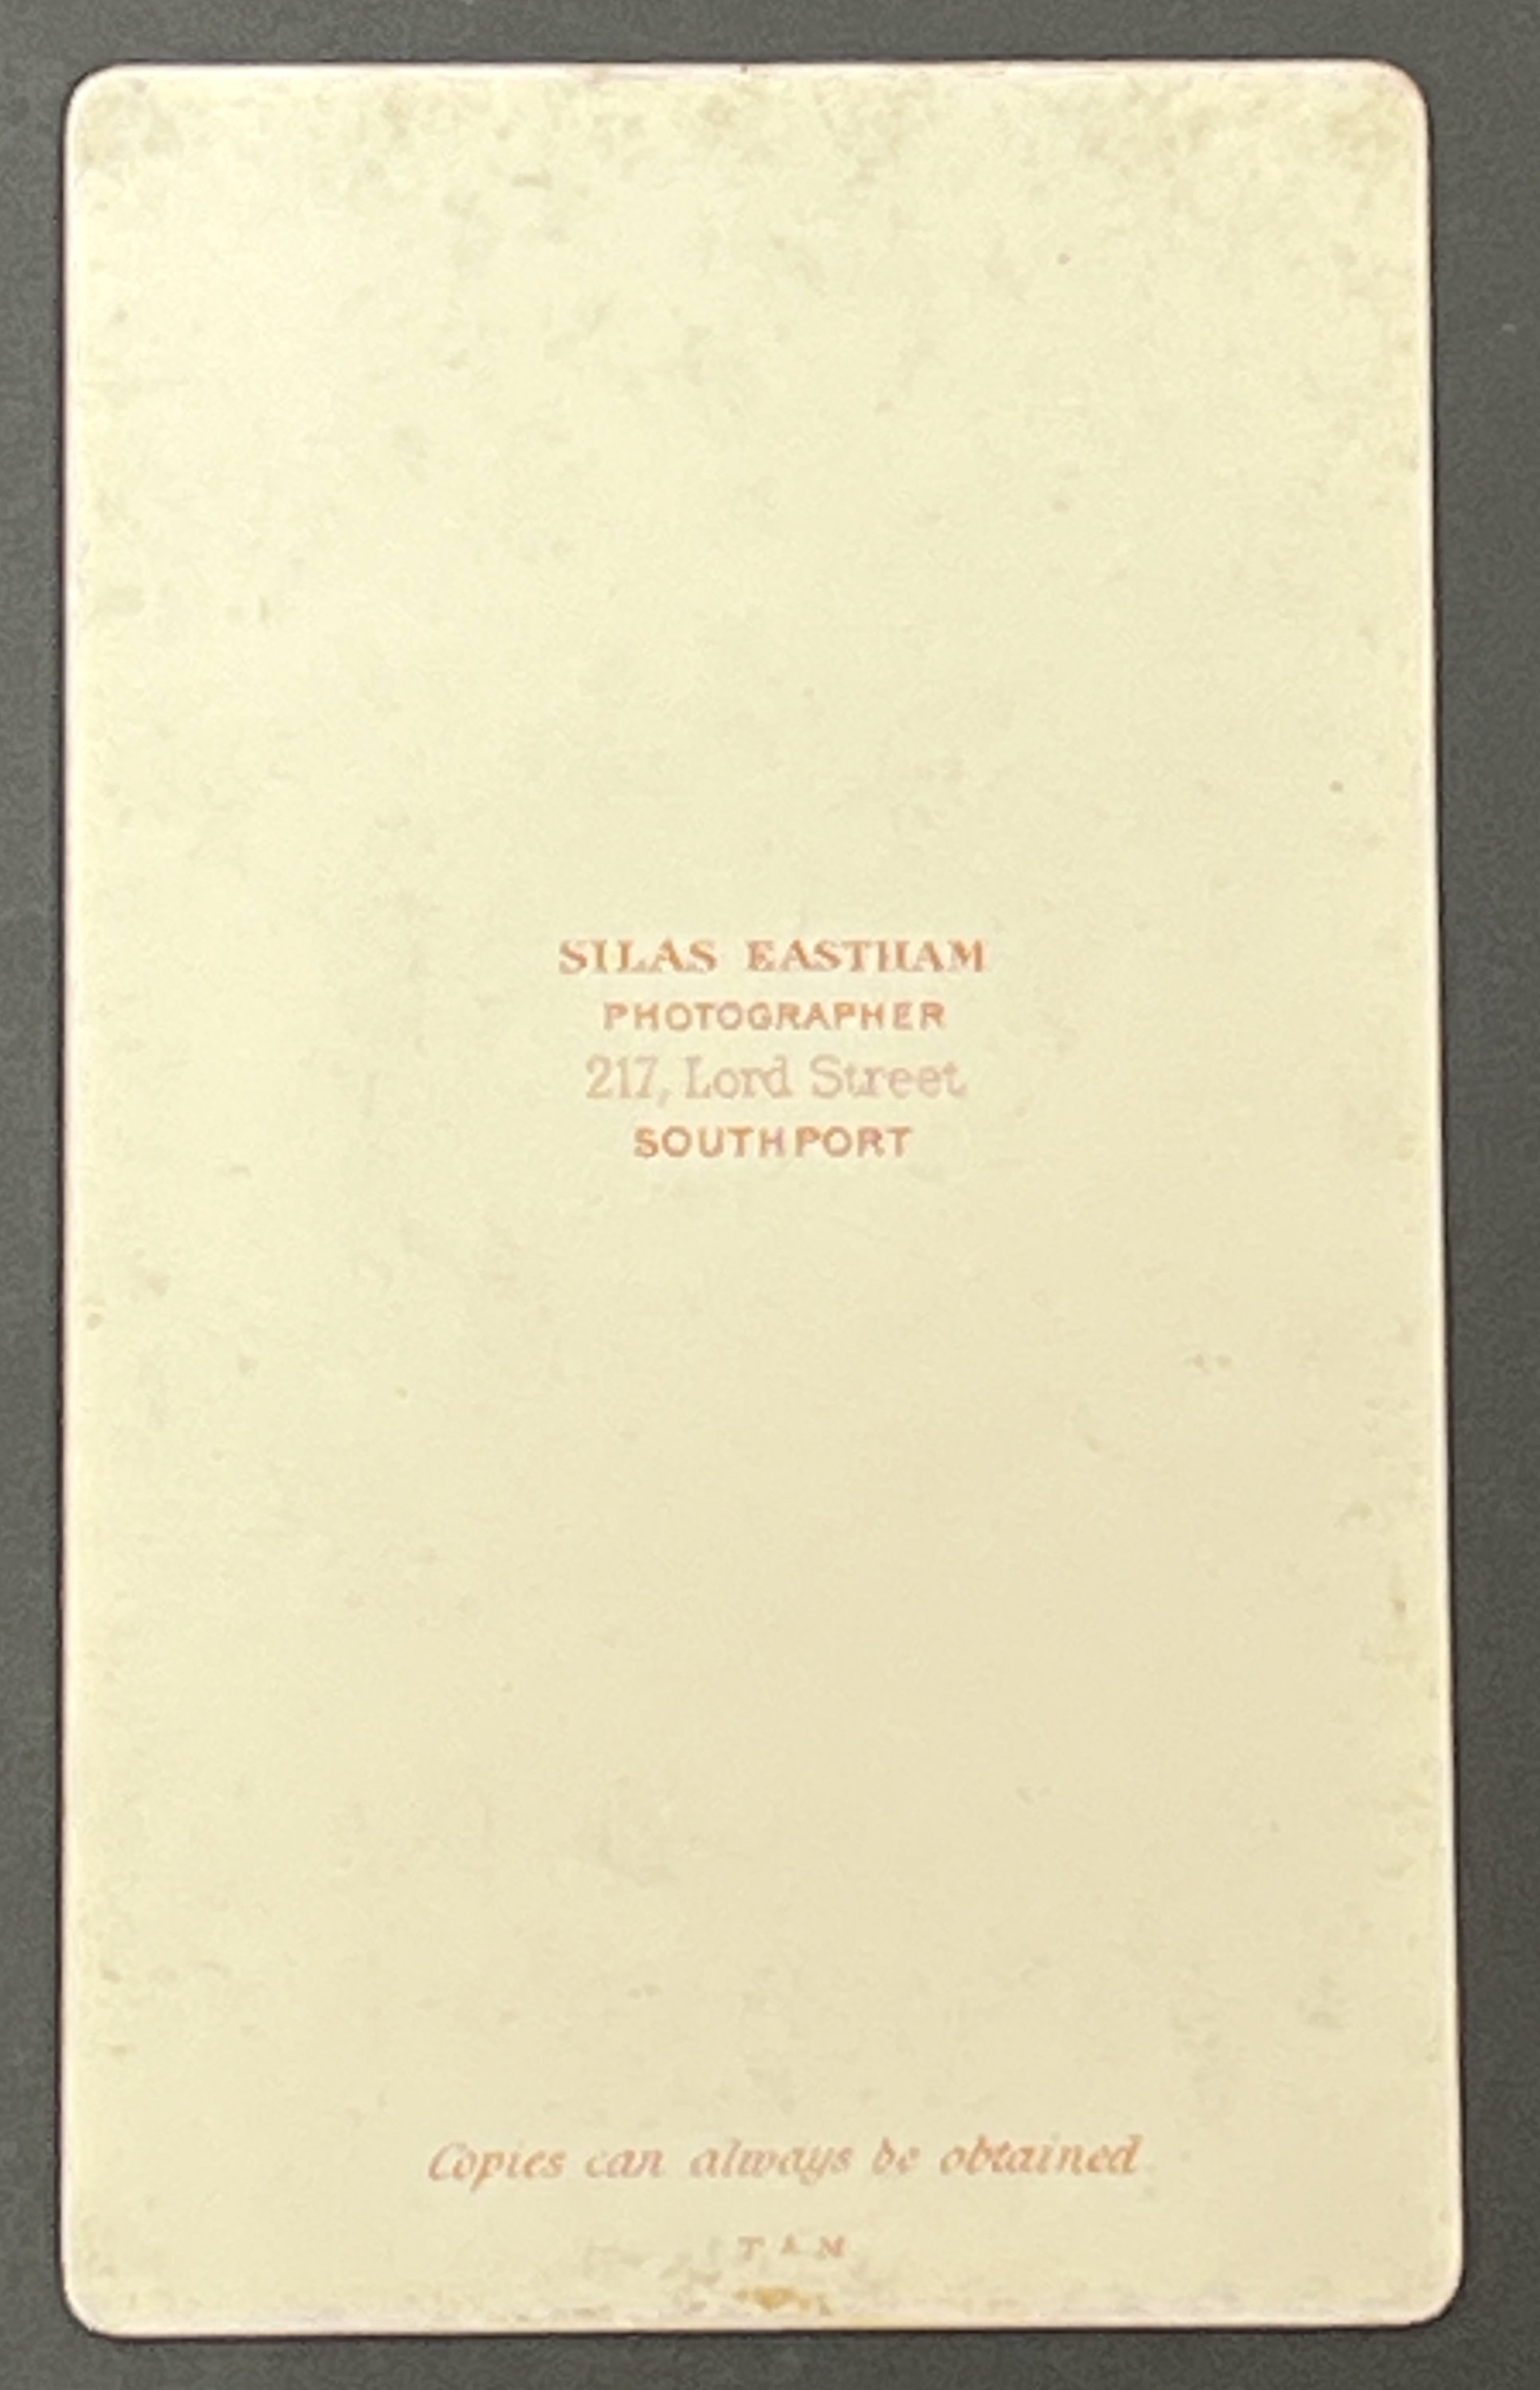 SILAS EASTHAM
PHOTOGRAPHER
217, Lord Street
SOUTHPORT
Copies can always be obtained
T & M